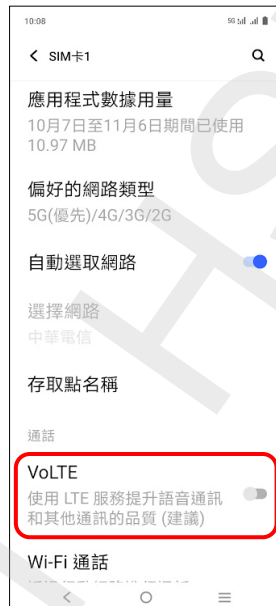 10:08
5G
SIM卡1
應用程式數據用量
10月7日至11月6日期間已使用
10.97 MB
偏好的網路類型
5G(優先)/4G/3G/2G
自動選取網路
選擇網路
中華電信
存取點名稱
通話
VoLTE
使用 LTE 服務提升語音通訊
和其他通訊的品質 (建議)
Wi-Fi 通話